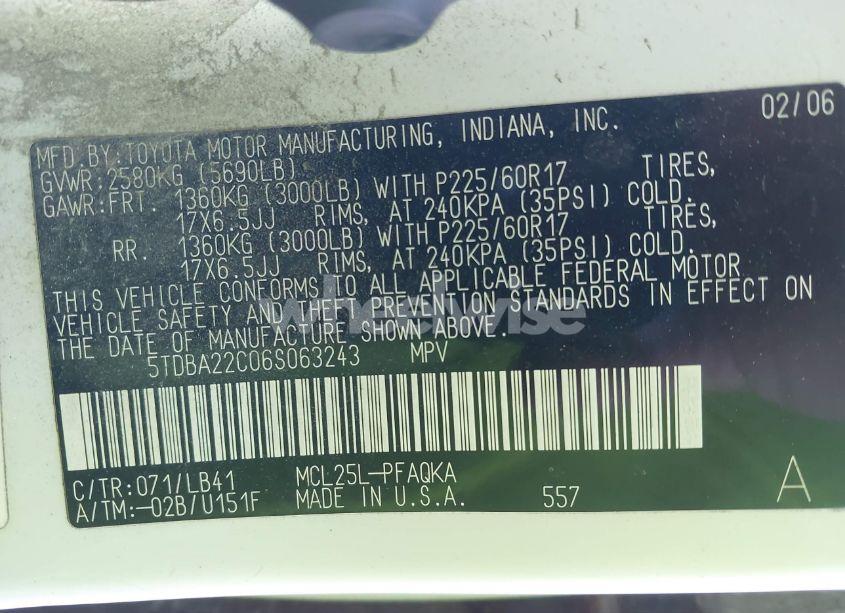 02/06
MFD.BY:TOYOTA MOTOR MANUFACTURING, INDIANA, INC.
GVWR:2580KG (5690LB)
GAWR:FRT. 1360KG (3000LB) WITH P225/60R17 TIRES,
17X6.5JJ RIMS, AT 240KPA (35PSI) COLD.
RR. 1360KG (3000LB) WITH P225/60R17 TIRES,
17X6.5JJ RIMS, AT 240KPA (35PSI) COLD.
THIS VEHICLE CONFORMS TO ALL APPLICABLE FEDERAL MOTOR
VEHICLE SAFETY AND THEFT PREVENTION STANDARDS IN EFFECT ON
THE DATE OF MANUFACTURE SHOWN ABOVE.
wheelwise
5TDBA22C06S063243 MPV
C/TR:071/LB41 MCL25L-PFAQKA
A/TM:-02B/U151F MADE IN U.S.A. 557 A